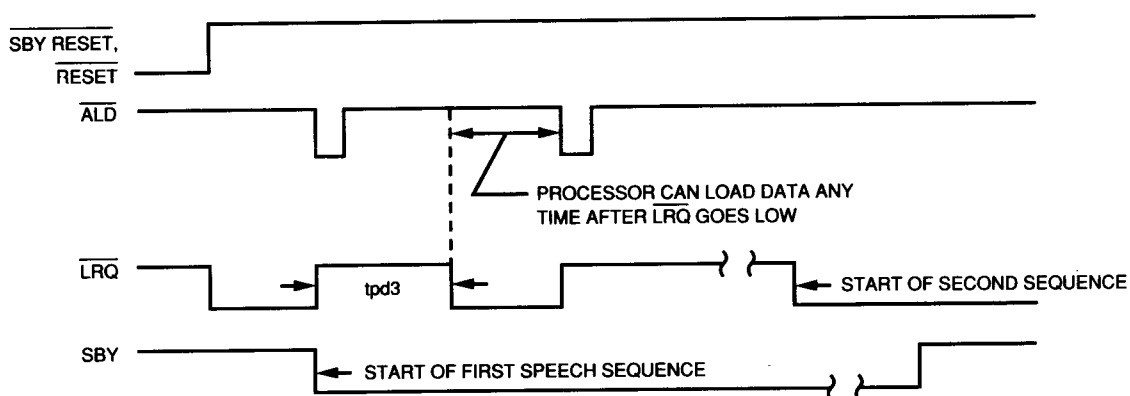 SBY RESET,
RESET
ALD
PROCESSOR CAN LOAD DATA ANY
TIME AFTER LRQ GOES LOW
LRQ
tpd3
START OF SECOND SEQUENCE
SBY
START OF FIRST SPEECH SEQUENCE